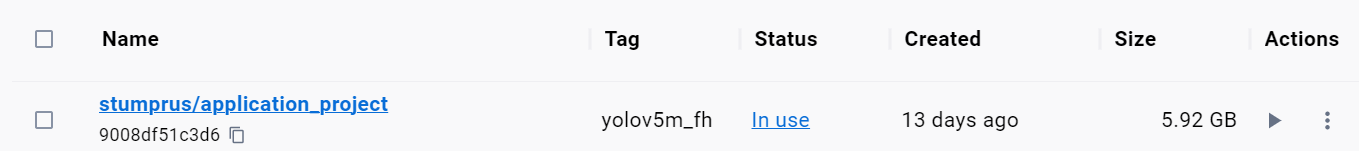 Name Tag Status Created Size Actions
stumprus/application_project
yolov5m_fh In use 13 days ago 5.92 GB
9008df51c3d6